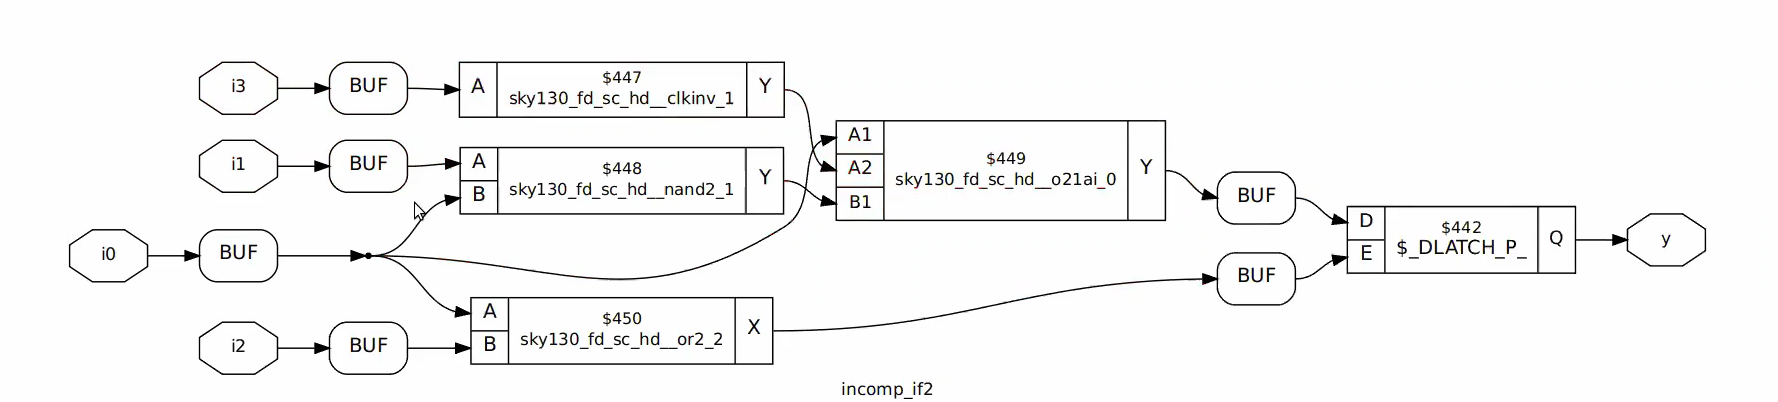 i3
BUF
A
$447
sky130_fd_sc_hd__clkinv_1
Y
i1
BUF
A
B
$448
sky130_fd_sc_hd__nand2_1
Y
A1
A2
B1
$449
sky130_fd_sc_hd__o21ai_0
Y
i0
BUF
BUF
BUF
D
E
$442
$_DLATCH_P_
Q
y
i2
BUF
A
B
$450
sky130_fd_sc_hd__or2_2
X
incomp_if2